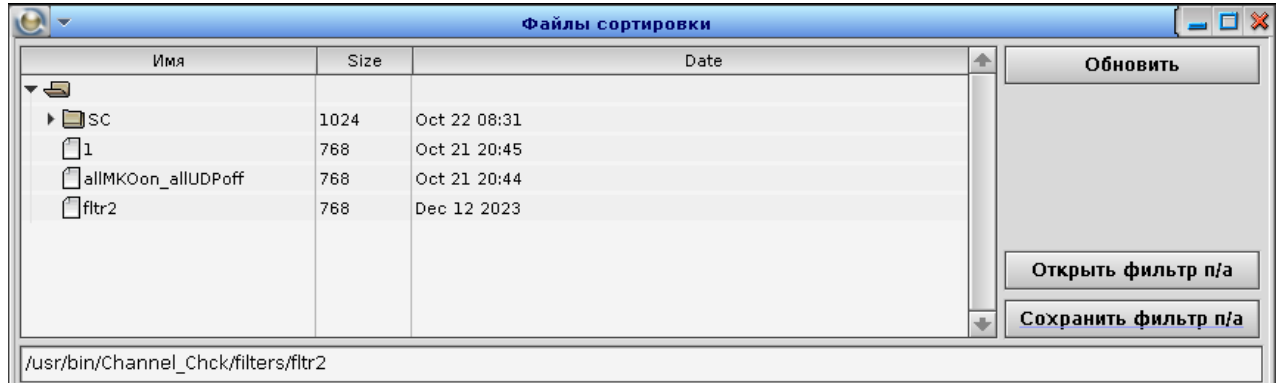 Файлы сортировки
Имя Size Date
Обновить
SC 1024 Oct 22 08:31
1 768 Oct 21 20:45
allMKOon_allUDPoff 768 Oct 21 20:44
fltr2 768 Dec 12 2023
Открыть фильтр п/а
Сохранить фильтр п/а
/usr/bin/Channel_Chck/filters/fltr2